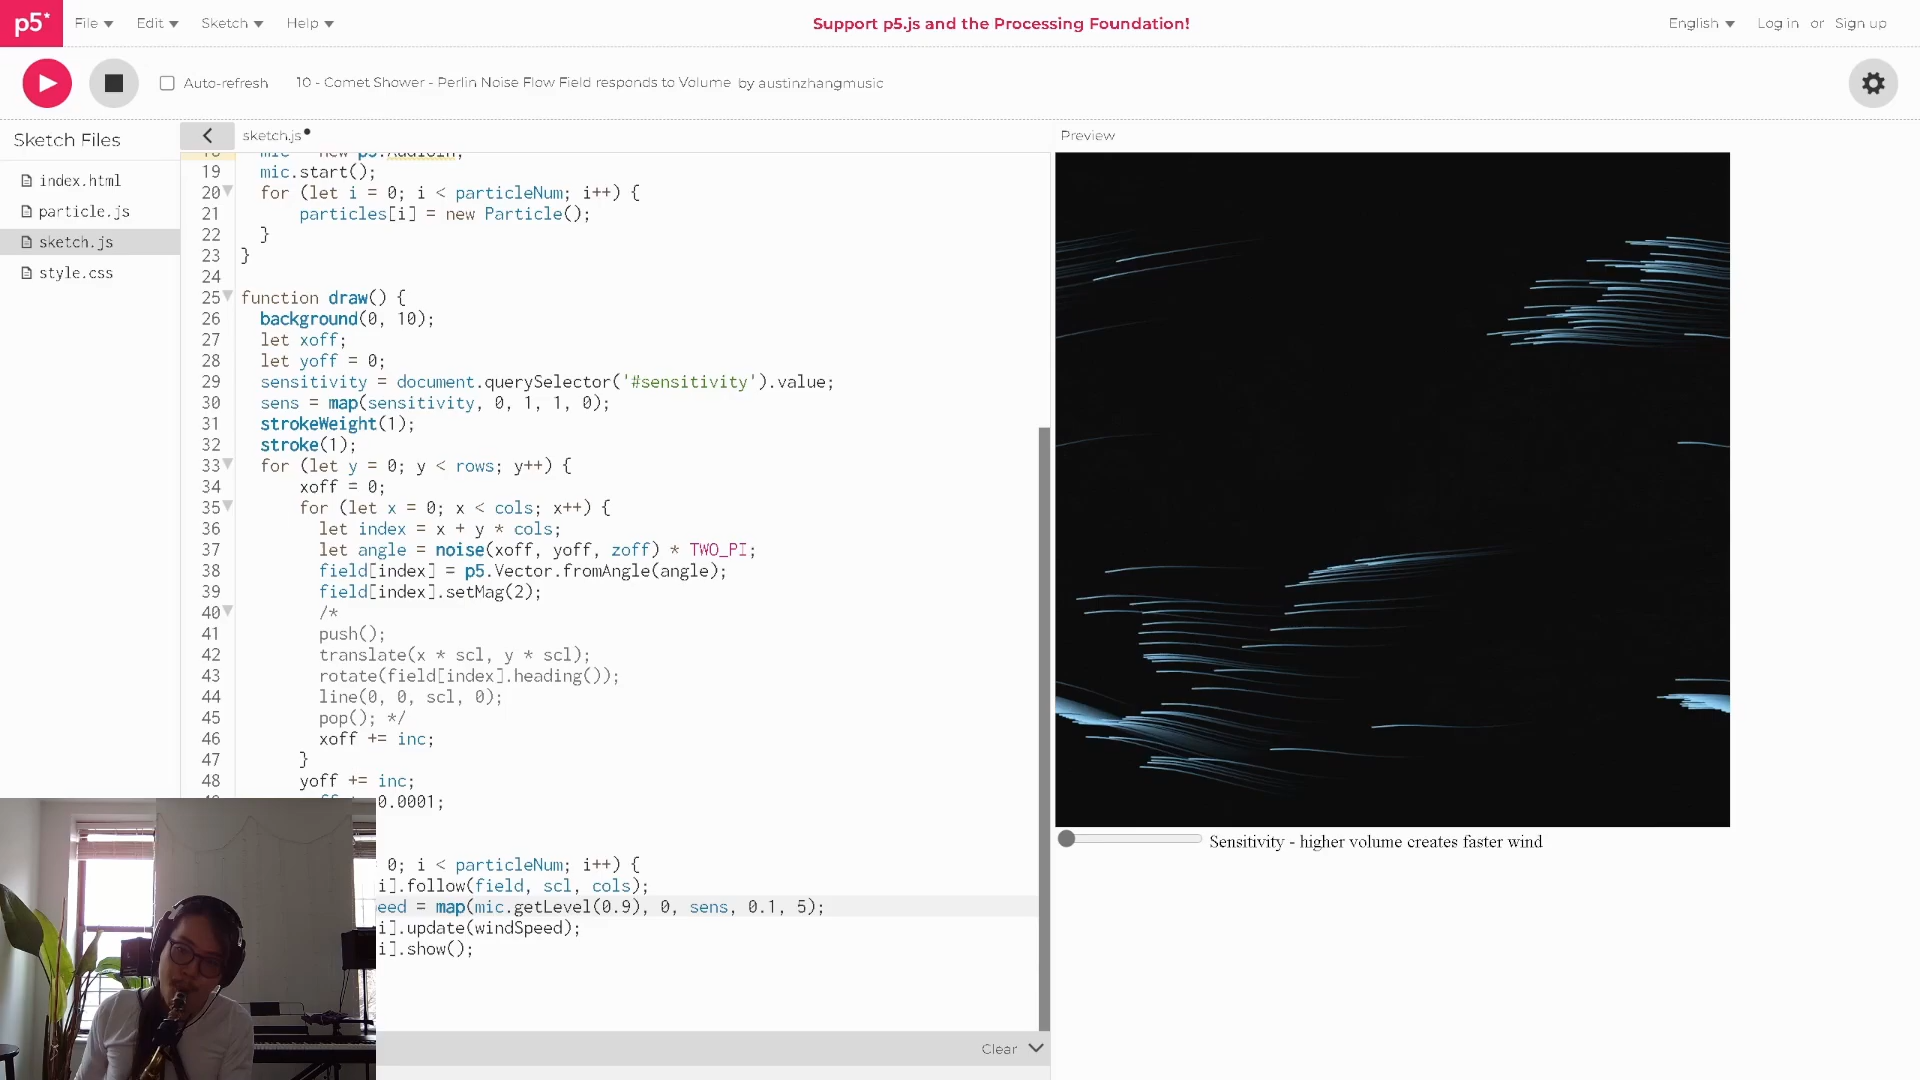 p5*
File Edit Sketch Help
Support p5.js and the Processing Foundation!
English Log in or Sign up
Auto-refresh
10 - Comet Shower - Perlin Noise Flow Field responds to Volume by austinzhangmusic
Sketch Files
index.html
particle.js
sketch.js
style.css
sketch.js
19 mic.start();
20 for (let i = 0; i < particleNum; i++) {
21 particles[i] = new Particle();
22 }
23 }
24
25 function draw() {
26 background(0, 10);
27 let xoff;
28 let yoff = 0;
29 sensitivity = document.querySelector('#sensitivity').value;
30 sens = map(sensitivity, 0, 1, 1, 0);
31 strokeWeight(1);
32 stroke(1);
33 for (let y = 0; y < rows; y++) {
34 xoff = 0;
35 for (let x = 0; x < cols; x++) {
36 let index = x + y * cols;
37 let angle = noise(xoff, yoff, zoff) * TWO_PI;
38 field[index] = p5.Vector.fromAngle(angle);
39 field[index].setMag(2);
40 /*
41 push();
42 translate(x * scl, y * scl);
43 rotate(field[index].heading());
44 line(0, 0, scl, 0);
45 pop(); */
46 xoff += inc;
47 }
48 yoff += inc;
0.0001;
0; i < particleNum; i++) {
i].follow(field, scl, cols);
eed = map(mic.getLevel(0.9), 0, sens, 0.1, 5);
i].update(windSpeed);
i].show();
Clear
Preview
Sensitivity - higher volume creates faster wind